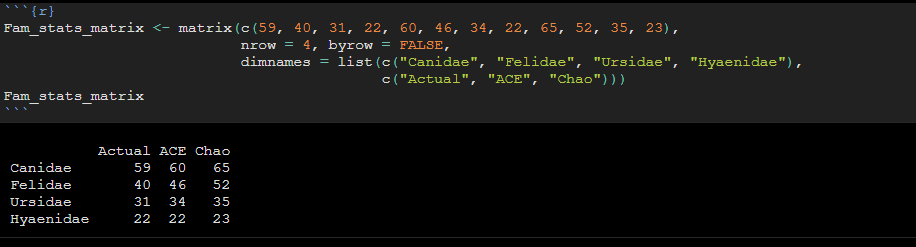 ```{r}
Fam_stats_matrix <- matrix(c(59, 40, 31, 22, 60, 46, 34, 22, 65, 52, 35, 23),
nrow = 4, byrow = FALSE,
dimnames = list(c("Canidae", "Felidae", "Ursidae", "Hyaenidae"),
c("Actual", "ACE", "Chao")))
Fam_stats_matrix
```
Actual ACE Chao
Canidae 59 60 65
Felidae 40 46 52
Ursidae 31 34 35
Hyaenidae 22 22 23